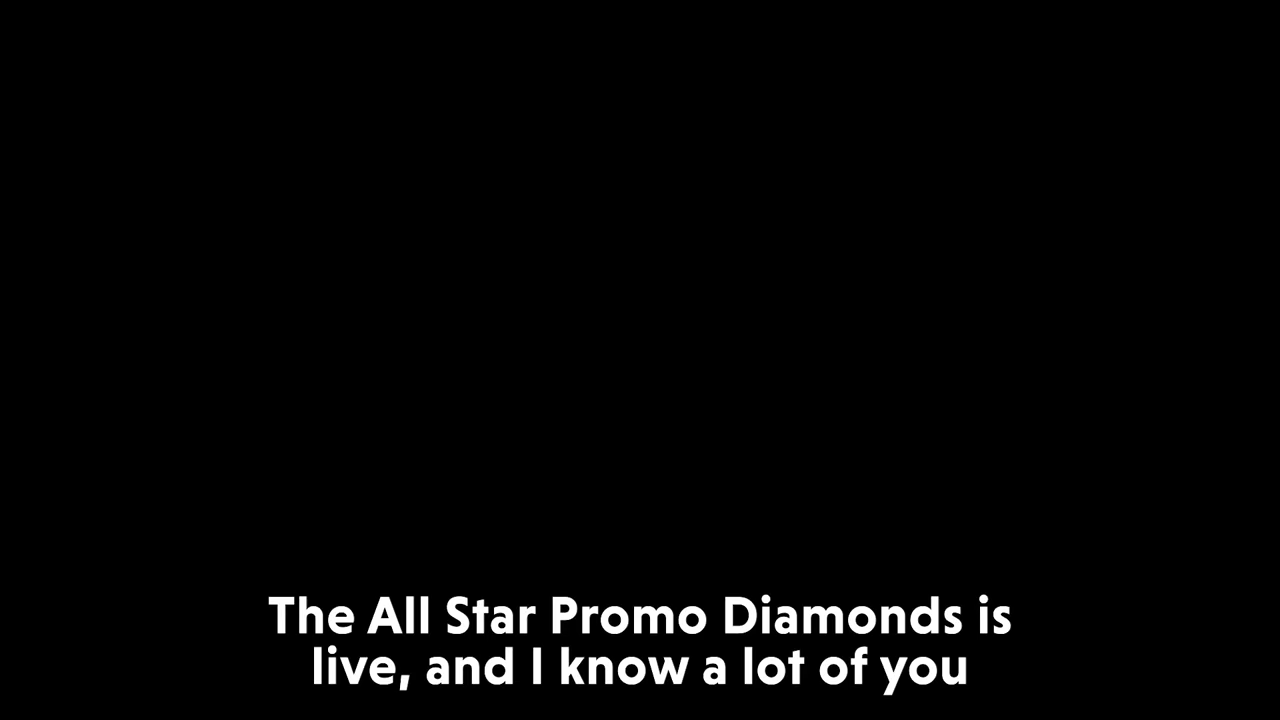 The All Star Promo Diamonds is
live, and I know a lot of you